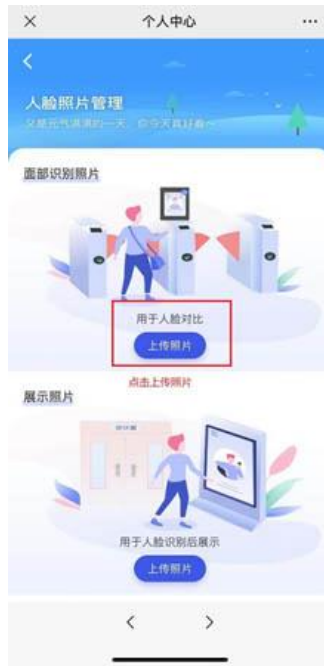 个人中心
人脸照片管理
又是元气满满的一天，你今天真好看～
面部识别照片
用于人脸对比
上传照片
点击上传照片
展示照片
用于人脸识别后展示
上传照片